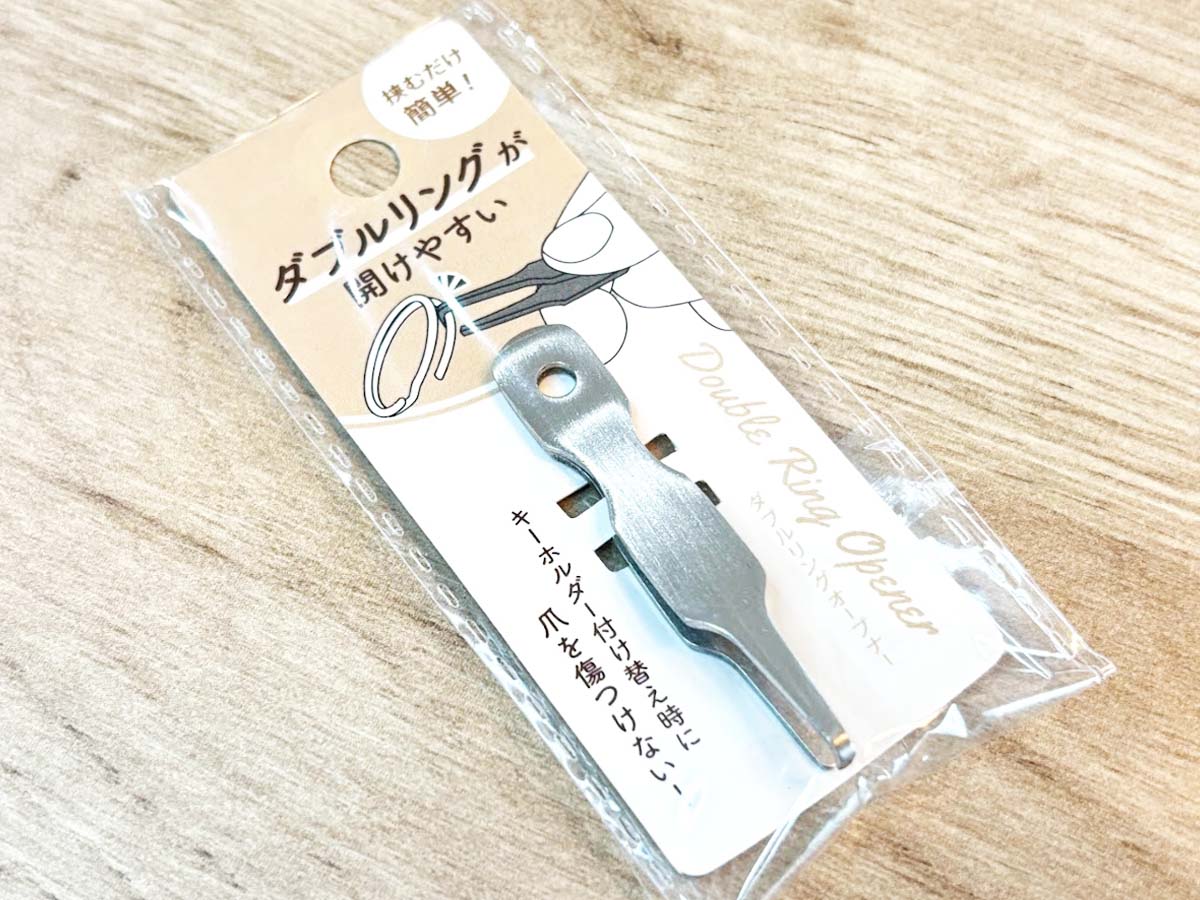 挟むだけ
簡単！
ダブルリングが
開けやすい
Double Ring Opener
ダブルリングオープナー
キーホルダー付け替え時に
爪を傷つけない！